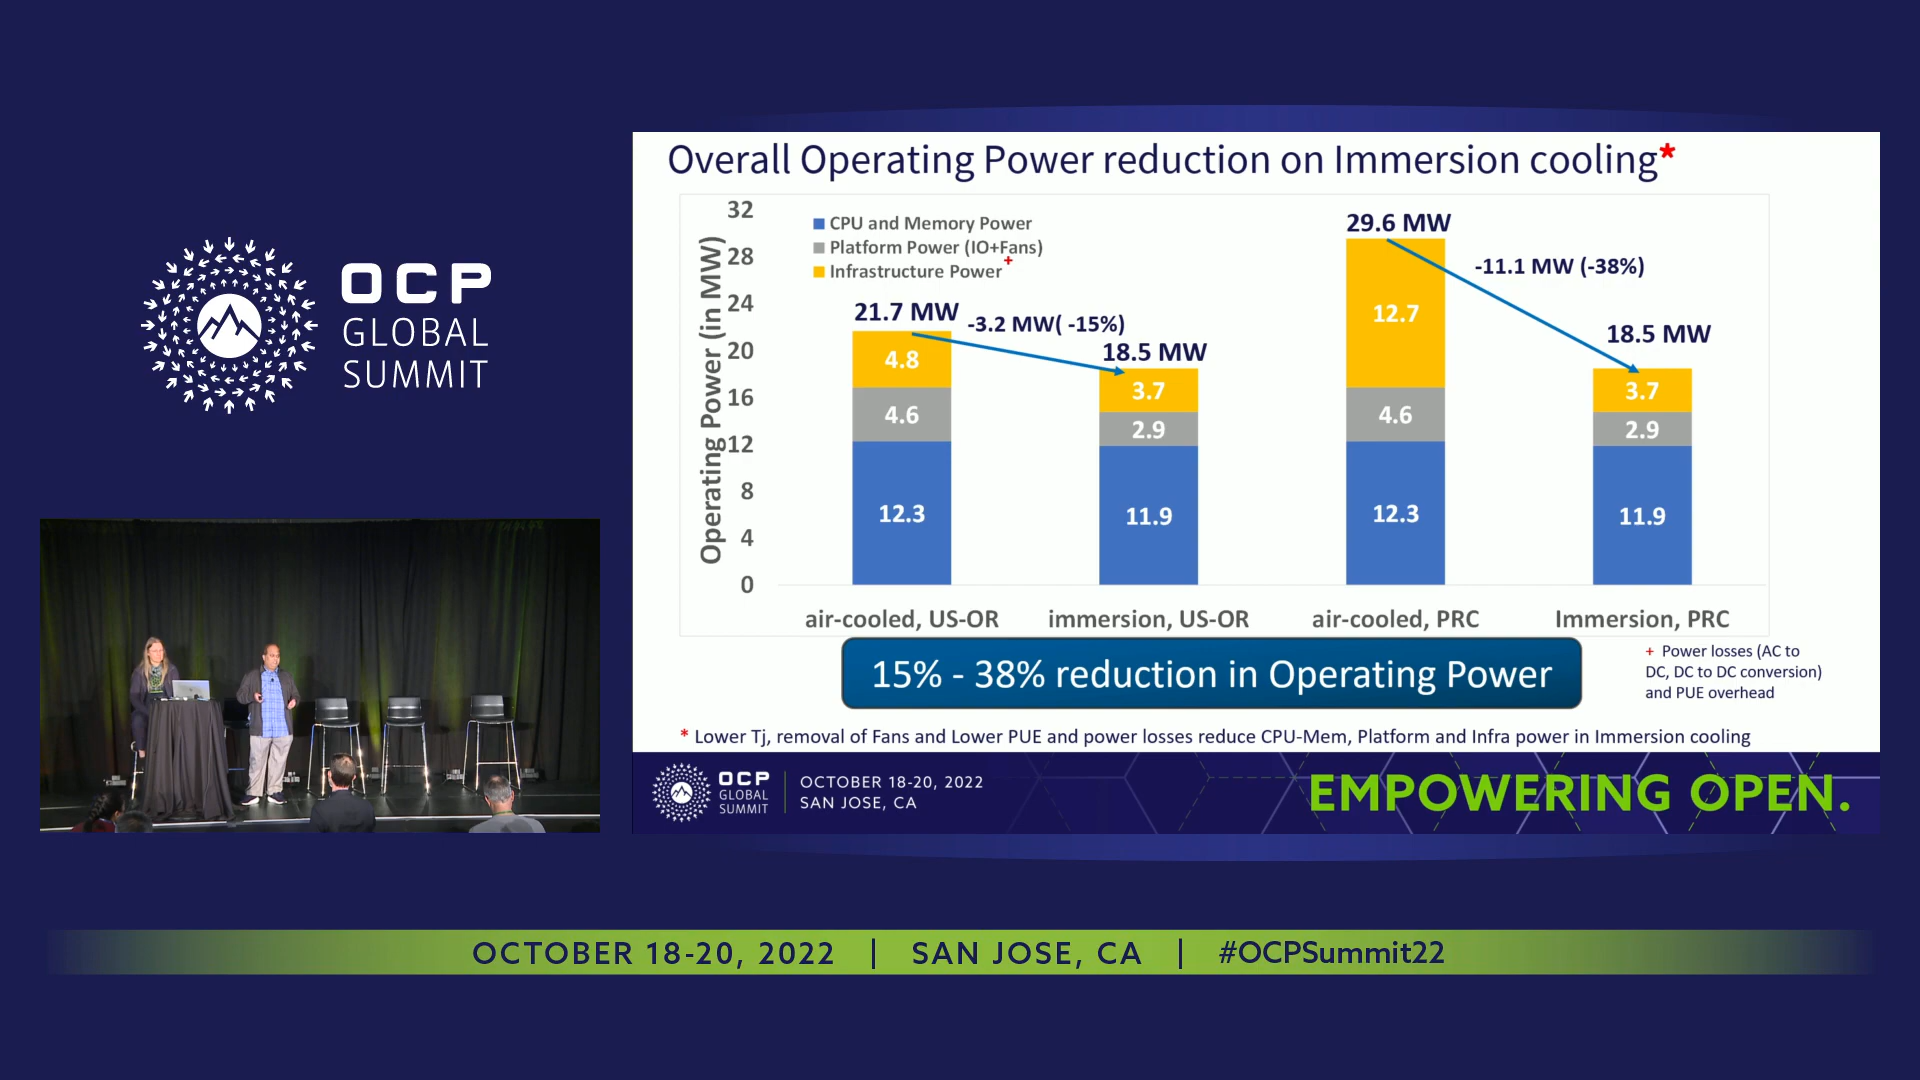 OCP
GLOBAL
SUMMIT
Overall Operating Power reduction on Immersion cooling*
Operating Power (in MW)
32
28
24
20
16
12
8
4
0
CPU and Memory Power
Platform Power (IO+Fans)
Infrastructure Power+
21.7 MW
-3.2 MW( -15%)
18.5 MW
29.6 MW
-11.1 MW (-38%)
18.5 MW
4.8
4.6
12.3
3.7
2.9
11.9
12.7
4.6
12.3
3.7
2.9
11.9
air-cooled, US-OR
immersion, US-OR
air-cooled, PRC
Immersion, PRC
15% - 38% reduction in Operating Power
+ Power losses (AC to
DC, DC to DC conversion)
and PUE overhead
* Lower Tj, removal of Fans and Lower PUE and power losses reduce CPU-Mem, Platform and Infra power in Immersion cooling
OCP
GLOBAL
SUMMIT
OCTOBER 18-20, 2022
SAN JOSE, CA
EMPOWERING OPEN.
OCTOBER 18-20, 2022 | SAN JOSE, CA | #OCPSummit22